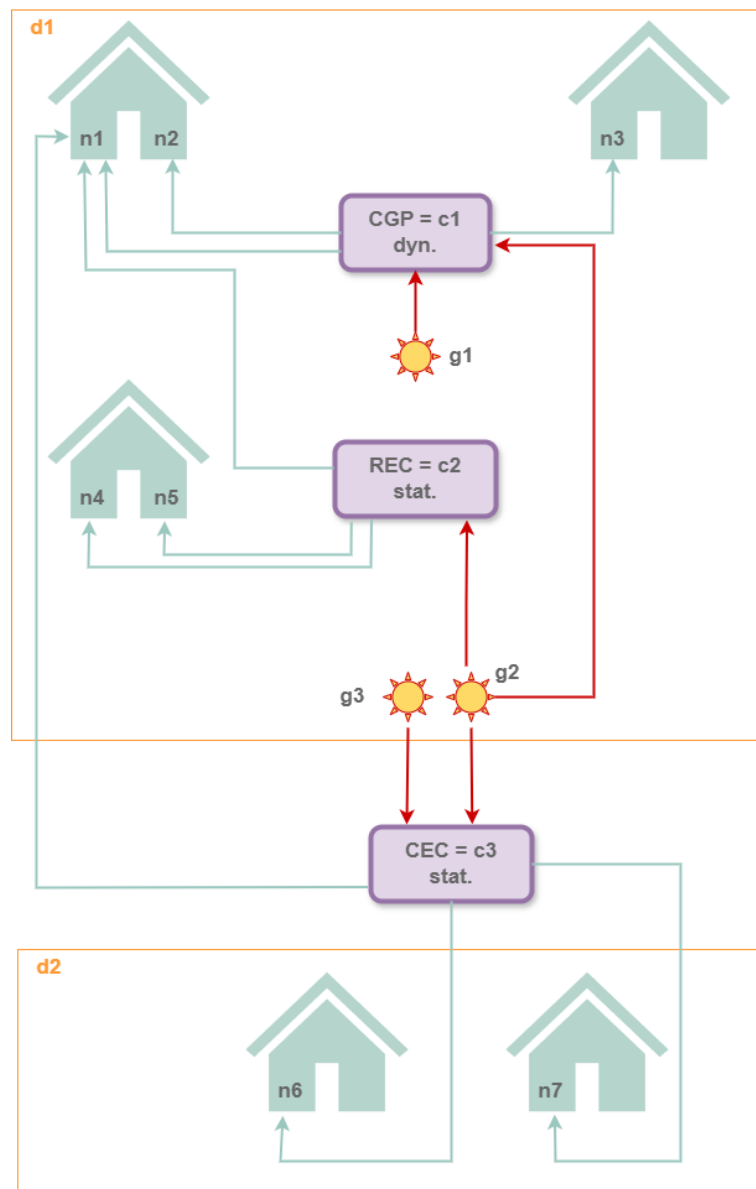 d1
n1
n2
n3
CGP = c1
dyn.
g1
REC = c2
stat.
n4
n5
g2
g3
CEC = c3
stat.
d2
n6
n7